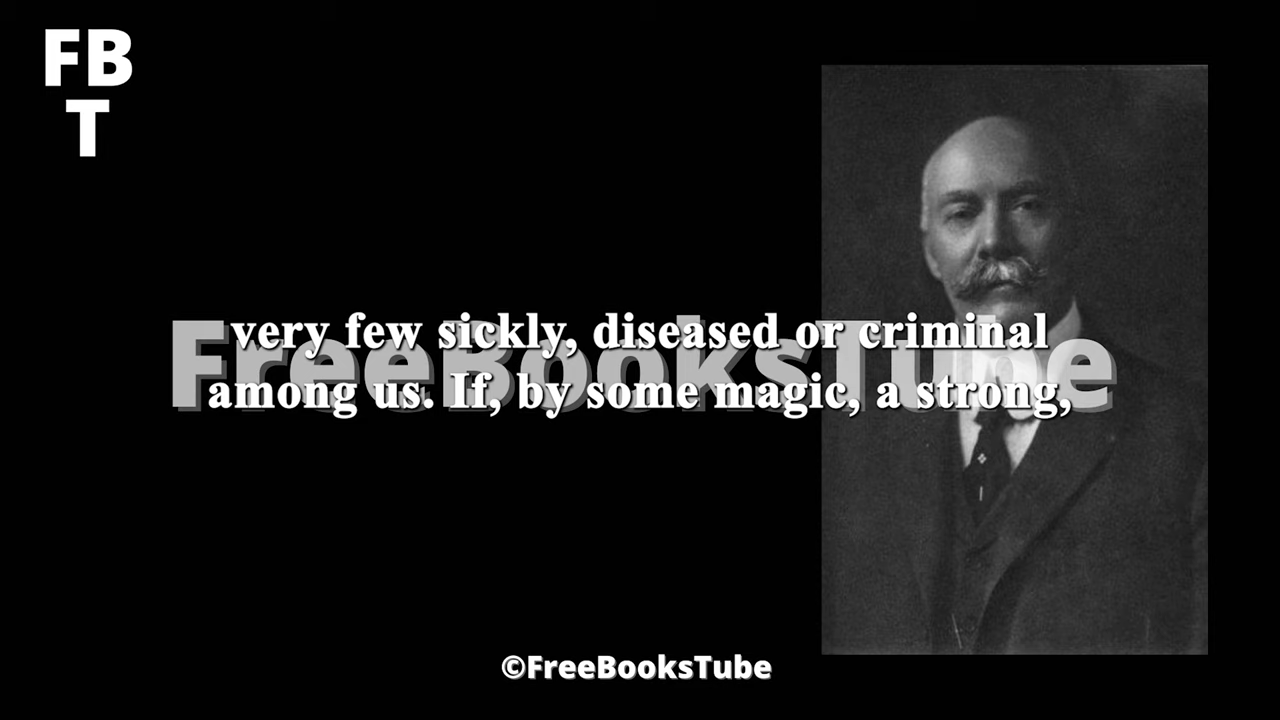 FB
T
FreeBooksTube
very few sickly, diseased or criminal
among us. If, by some magic, a strong,
©FreeBooksTube